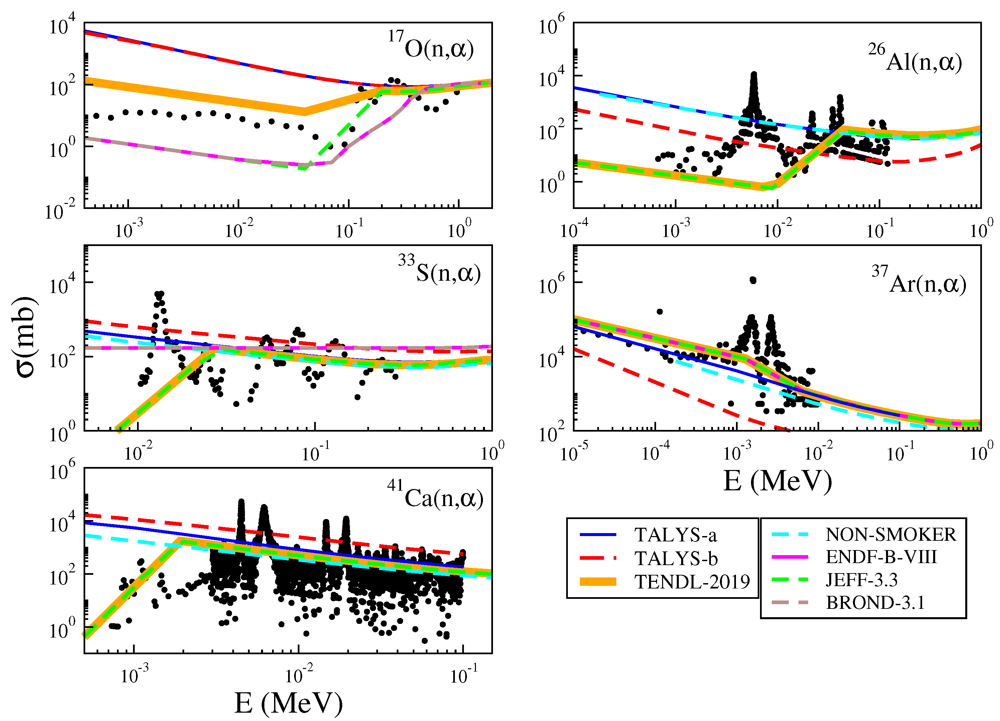 10^4
10^2
10^0
10^-2
10^-3
10^-2
10^-1
10^0
^17O(n,α)
10^6
10^4
10^2
10^0
10^-4
10^-3
10^-2
10^-1
10^0
^26Al(n,α)
σ(mb)
10^4
10^2
10^0
10^-2
10^-1
10^0
^33S(n,α)
10^6
10^4
10^2
10^-5
10^-4
10^-3
10^-2
10^-1
10^0
^37Ar(n,α)
E (MeV)
10^6
10^4
10^2
10^0
10^-3
10^-2
10^-1
^41Ca(n,α)
E (MeV)
TALYS-a
TALYS-b
TENDL-2019
NON-SMOKER
ENDF-B-VIII
JEFF-3.3
BROND-3.1